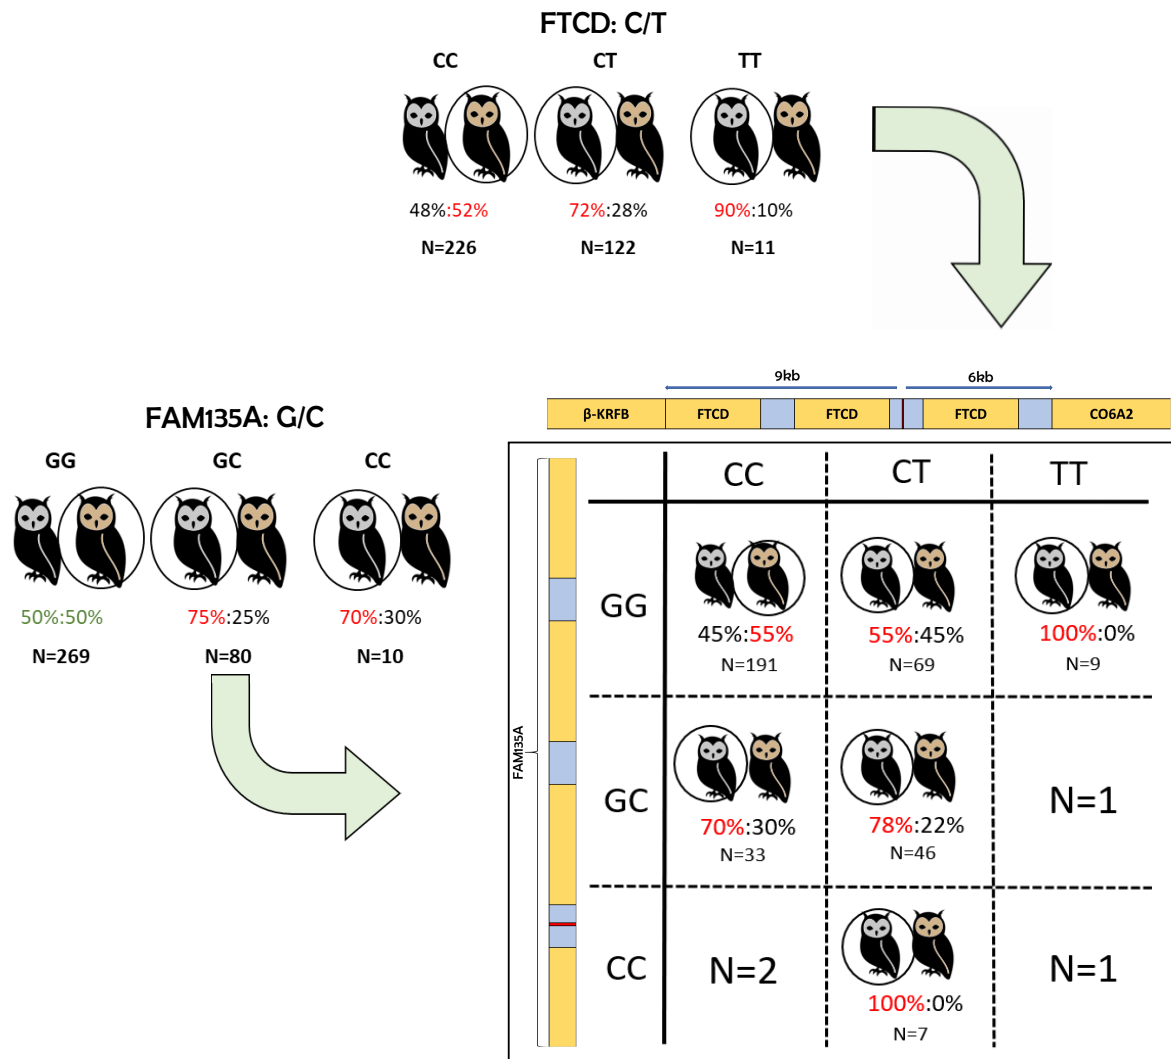 FTCD: C/T
CC CT TT
48%:52% 72%:28% 90%:10%
N=226 N=122 N=11
9kb 6kb
β-KRFB FTCD FTCD FTCD CO6A2
FAM135A: G/C
GG GC CC
50%:50% 75%:25% 70%:30%
N=269 N=80 N=10
FAM135A
CC CT TT
GG
45%:55% 55%:45% 100%:0%
N=191 N=69 N=9
GC
70%:30% 78%:22% N=1
N=33 N=46
CC
N=2 100%:0% N=1
N=7